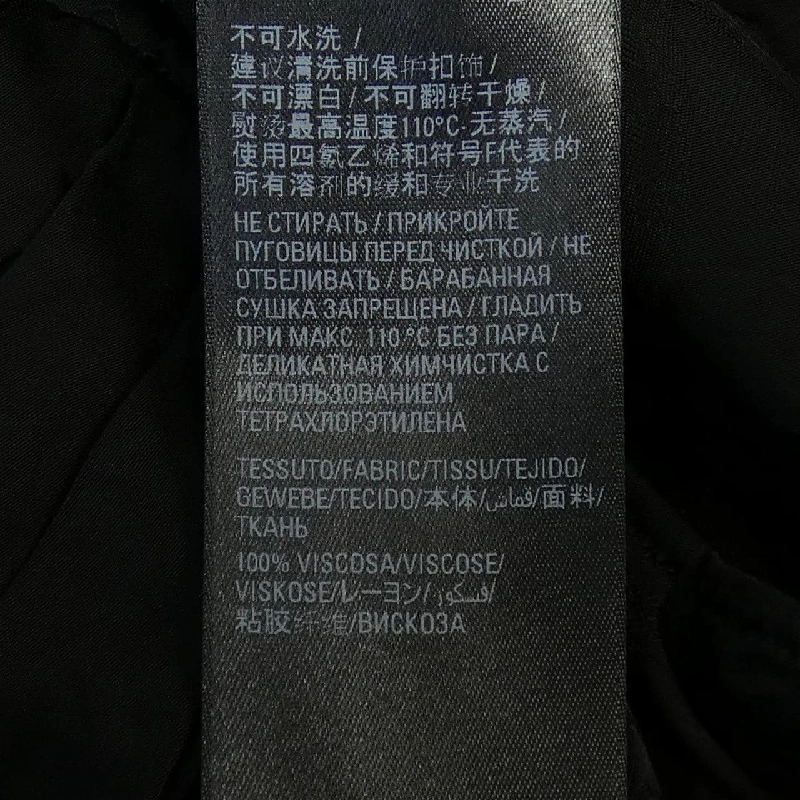 不可水洗 /
建议清洗前保护扣饰 /
不可漂白 / 不可翻转干燥 /
熨烫最高温度110°C-无蒸汽 /
使用四氯乙烯和符号F代表的
所有溶剂的缓和专业干洗
НЕ СТИРАТЬ / ПРИКРОЙТЕ
ПУГОВИЦЫ ПЕРЕД ЧИСТКОЙ / НЕ
ОТБЕЛИВАТЬ / БАРАБАННАЯ
СУШКА ЗАПРЕЩЕНА / ГЛАДИТЬ
ПРИ МАКС. 110 °C БЕЗ ПАРА /
ДЕЛИКАТНАЯ ХИМЧИСТКА С
ИСПОЛЬЗОВАНИЕМ
ТЕТРАХЛОРЭТИЛЕНА
TESSUTO/FABRIC/TISSU/TEJIDO/
GEWEBE/TECIDO/本体/قماش/面料/
ТКАНЬ
100% VISCOSA/VISCOSE/
VISKOSE/レーヨン/فسكوز/
粘胶纤维/ВИСКОЗА